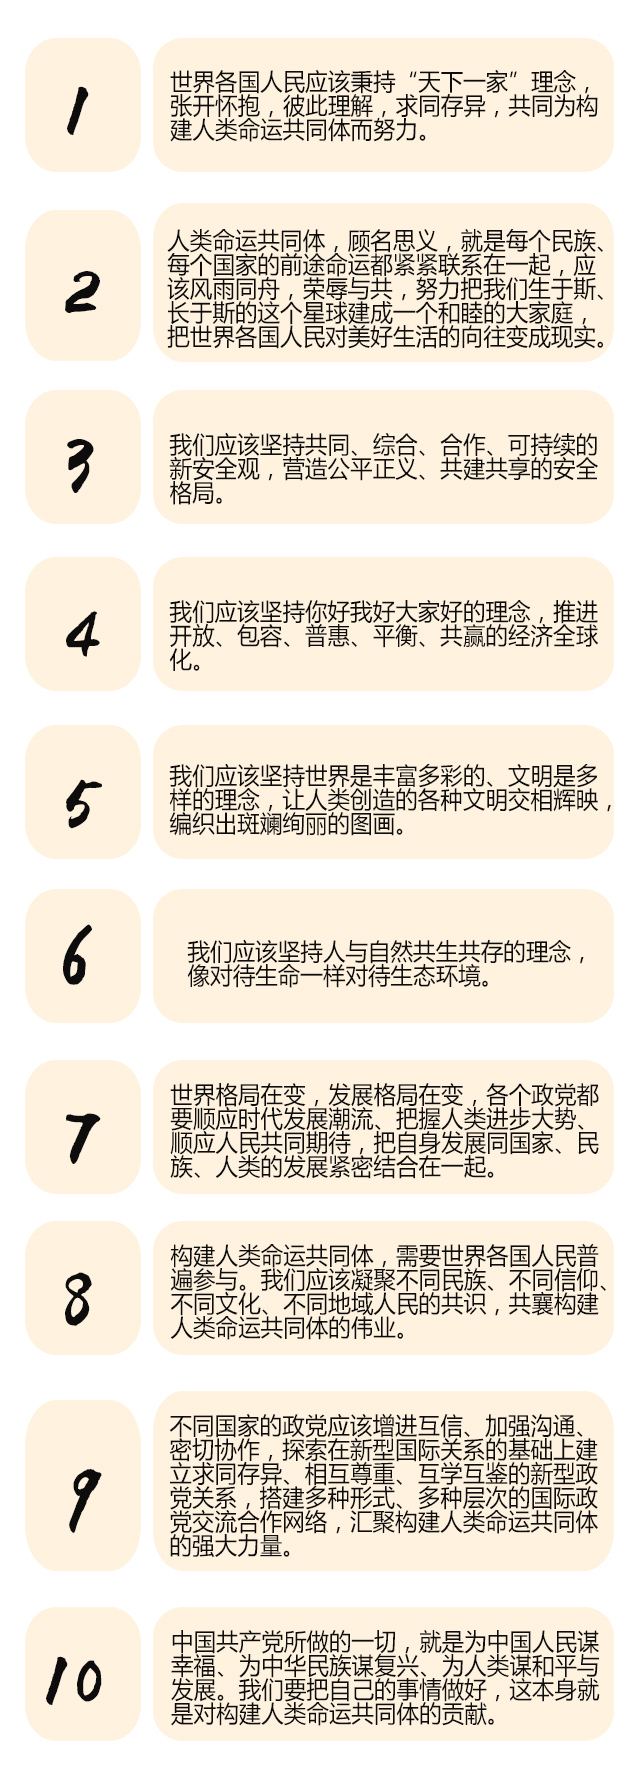 1
世界各国人民应该秉持“天下一家”理念，
张开怀抱，彼此理解，求同存异，共同为构
建人类命运共同体而努力。
2
人类命运共同体，顾名思义，就是每个民族、
每个国家的前途命运都紧紧联系在一起，应
该风雨同舟，荣辱与共，努力把我们生于斯、
长于斯的这个星球建成一个和睦的大家庭，
把世界各国人民对美好生活的向往变成现实。
3
我们应该坚持共同、综合、合作、可持续的
新安全观，营造公平正义、共建共享的安全
格局。
4
我们应该坚持你好我好大家好的理念，推进
开放、包容、普惠、平衡、共赢的经济全球
化。
5
我们应该坚持世界是丰富多彩的、文明是多
样的理念，让人类创造的各种文明交相辉映，
编织出斑斓绚丽的图画。
6
我们应该坚持人与自然共生共存的理念，
像对待生命一样对待生态环境。
7
世界格局在变，发展格局在变，各个政党都
要顺应时代发展潮流、把握人类进步大势、
顺应人民共同期待，把自身发展同国家、民
族、人类的发展紧密结合在一起。
8
构建人类命运共同体，需要世界各国人民普
遍参与。我们应该凝聚不同民族、不同信仰、
不同文化、不同地域人民的共识，共襄构建
人类命运共同体的伟业。
9
不同国家的政党应该增进互信、加强沟通、
密切协作，探索在新型国际关系的基础上建
立求同存异、相互尊重、互学互鉴的新型政
党关系，搭建多种形式、多种层次的国际政
党交流合作网络，汇聚构建人类命运共同体
的强大力量。
10
中国共产党所做的一切，就是为中国人民谋
幸福、为中华民族谋复兴、为人类谋和平与
发展。我们要把自己的事情做好，这本身就
是对构建人类命运共同体的贡献。